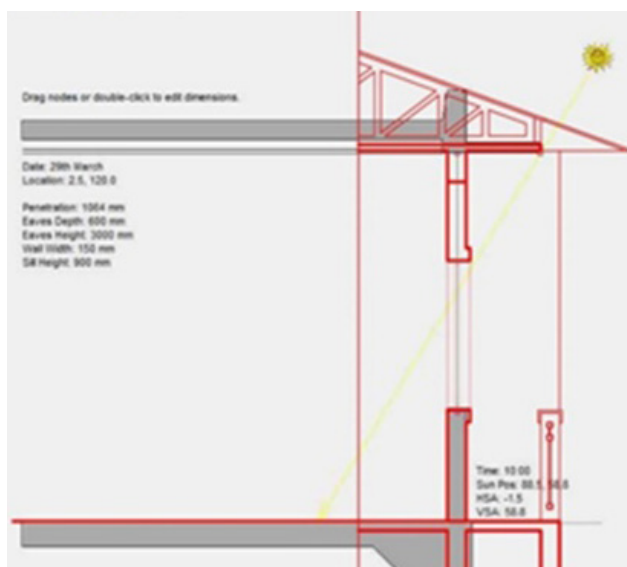 Drag nodes or double-click to edit dimensions.
Date: 29th March
Location: 2.5, 120.0
Penetration: 1064 mm
Eaves Depth: 600 mm
Eaves Height: 3000 mm
Wall Width: 150 mm
Sill Height: 900 mm
Time: 10:00
Sun Pos: 88.5, 58.6
HSA: -1.5
VSA: 58.6